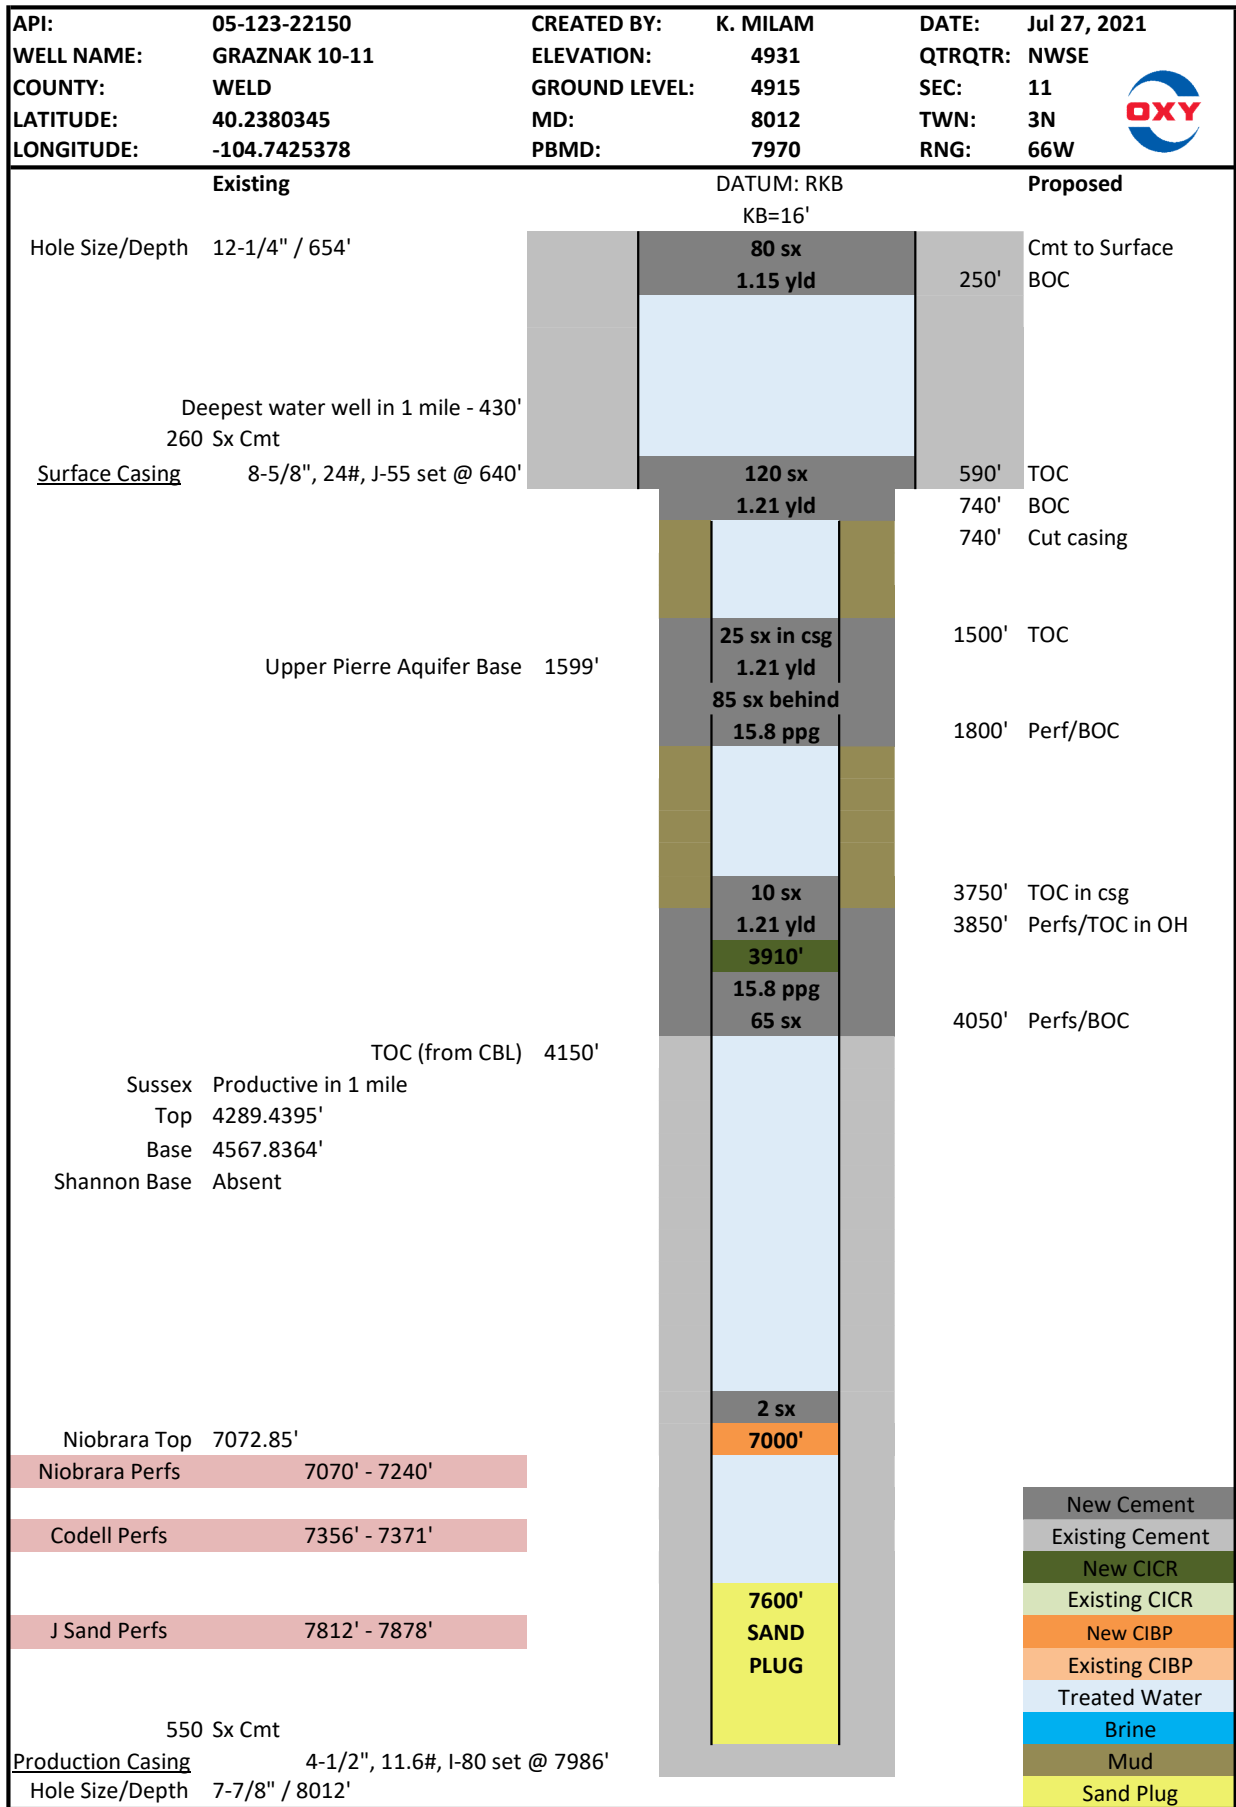 API: 05-123-22150 CREATED BY: K. MILAM DATE: Jul 27, 2021
WELL NAME: GRAZNAK 10-11 ELEVATION: 4931 QTRQTR: NWSE
COUNTY: WELD GROUND LEVEL: 4915 SEC: 11
OXY
LATITUDE: 40.2380345 MD: 8012 TWN: 3N
LONGITUDE: -104.7425378 PBMD: 7970 RNG: 66W
Existing DATUM: RKB Proposed
KB=16'
Hole Size/Depth 12-1/4" / 654' 80 sx Cmt to Surface
1.15 yld 250' BOC
Deepest water well in 1 mile - 430'
260 Sx Cmt
Surface Casing 8-5/8", 24#, J-55 set @ 640' 120 sx 590' TOC
1.21 yld 740' BOC
740' Cut casing
25 sx in csg 1500' TOC
Upper Pierre Aquifer Base 1599' 1.21 yld
85 sx behind
15.8 ppg 1800' Perf/BOC
10 sx 3750' TOC in csg
1.21 yld 3850' Perfs/TOC in OH
3910'
15.8 ppg
65 sx 4050' Perfs/BOC
TOC (from CBL) 4150'
Sussex Productive in 1 mile
Top 4289.4395'
Base 4567.8364'
Shannon Base Absent
2 sx
Niobrara Top 7072.85' 7000'
Niobrara Perfs 7070' - 7240'
New Cement
Codell Perfs 7356' - 7371' Existing Cement
New CICR
7600' Existing CICR
J Sand Perfs 7812' - 7878' SAND New CIBP
PLUG Existing CIBP
Treated Water
550 Sx Cmt Brine
Production Casing 4-1/2", 11.6#, I-80 set @ 7986' Mud
Hole Size/Depth 7-7/8" / 8012' Sand Plug